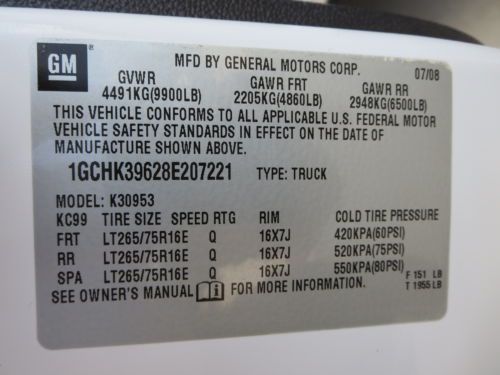 GM
MFD BY GENERAL MOTORS CORP. 07/08
GVWR GAWR FRT GAWR RR
4491KG(9900LB) 2205KG(4860LB) 2948KG(6500LB)
THIS VEHICLE CONFORMS TO ALL APPLICABLE U.S. FEDERAL MOTOR
VEHICLE SAFETY STANDARDS IN EFFECT ON THE DATE OF
MANUFACTURE SHOWN ABOVE.
1GCHK39628E207221 TYPE: TRUCK
MODEL: K30953
KC99 TIRE SIZE SPEED RTG RIM COLD TIRE PRESSURE
FRT LT265/75R16E Q 16X7J 420KPA(60PSI)
RR LT265/75R16E Q 16X7J 520KPA(75PSI)
SPA LT265/75R16E Q 16X7J 550KPA(80PSI)
SEE OWNER'S MANUAL FOR MORE INFORMATION.
F 151 LB
T 1955 LB